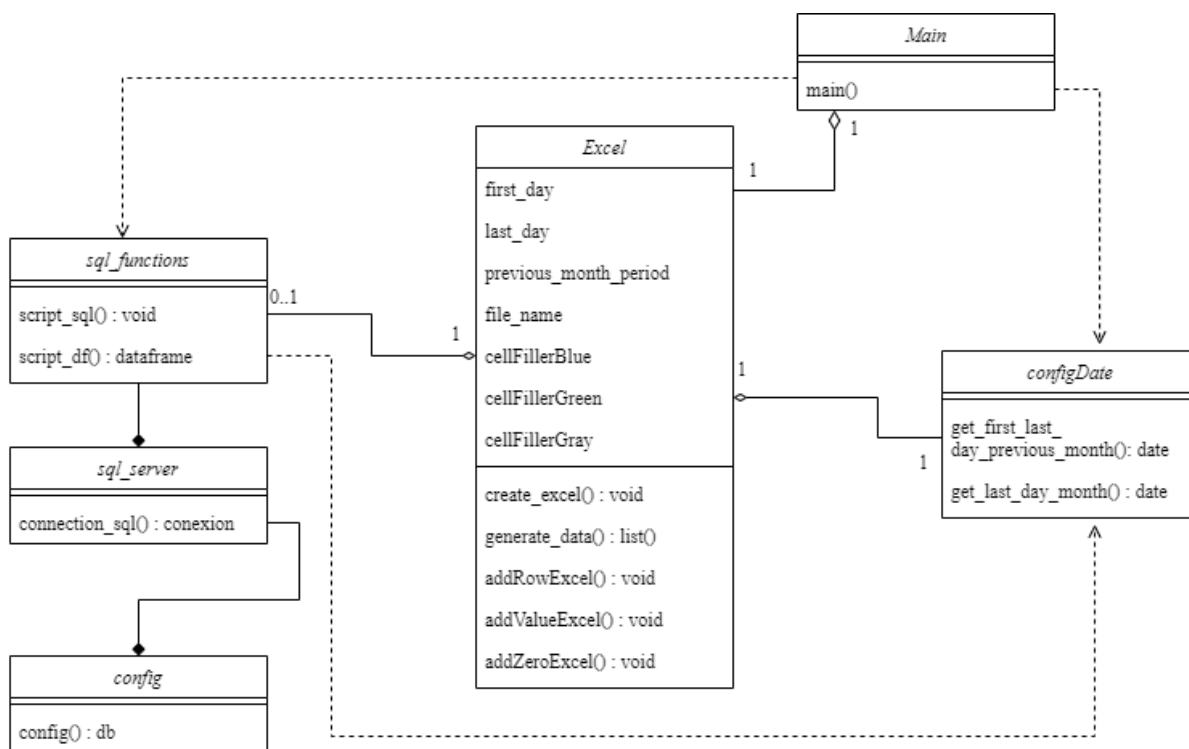 Main
main()
1
Excel
1
first_day
last_day
sql_functions
previous_month_period
0..1
script_sql() : void
file_name
1
script_df() : dataframe
cellFillerBlue
1
configDate
cellFillerGreen
get_first_last_
day_previous_month(): date
cellFillerGray
1
sql_server
get_last_day_month() : date
create_excel() : void
connection_sql() : conexion
generate_data() : list()
addRowExcel() : void
addValueExcel() : void
addZeroExcel() : void
config
config() : db